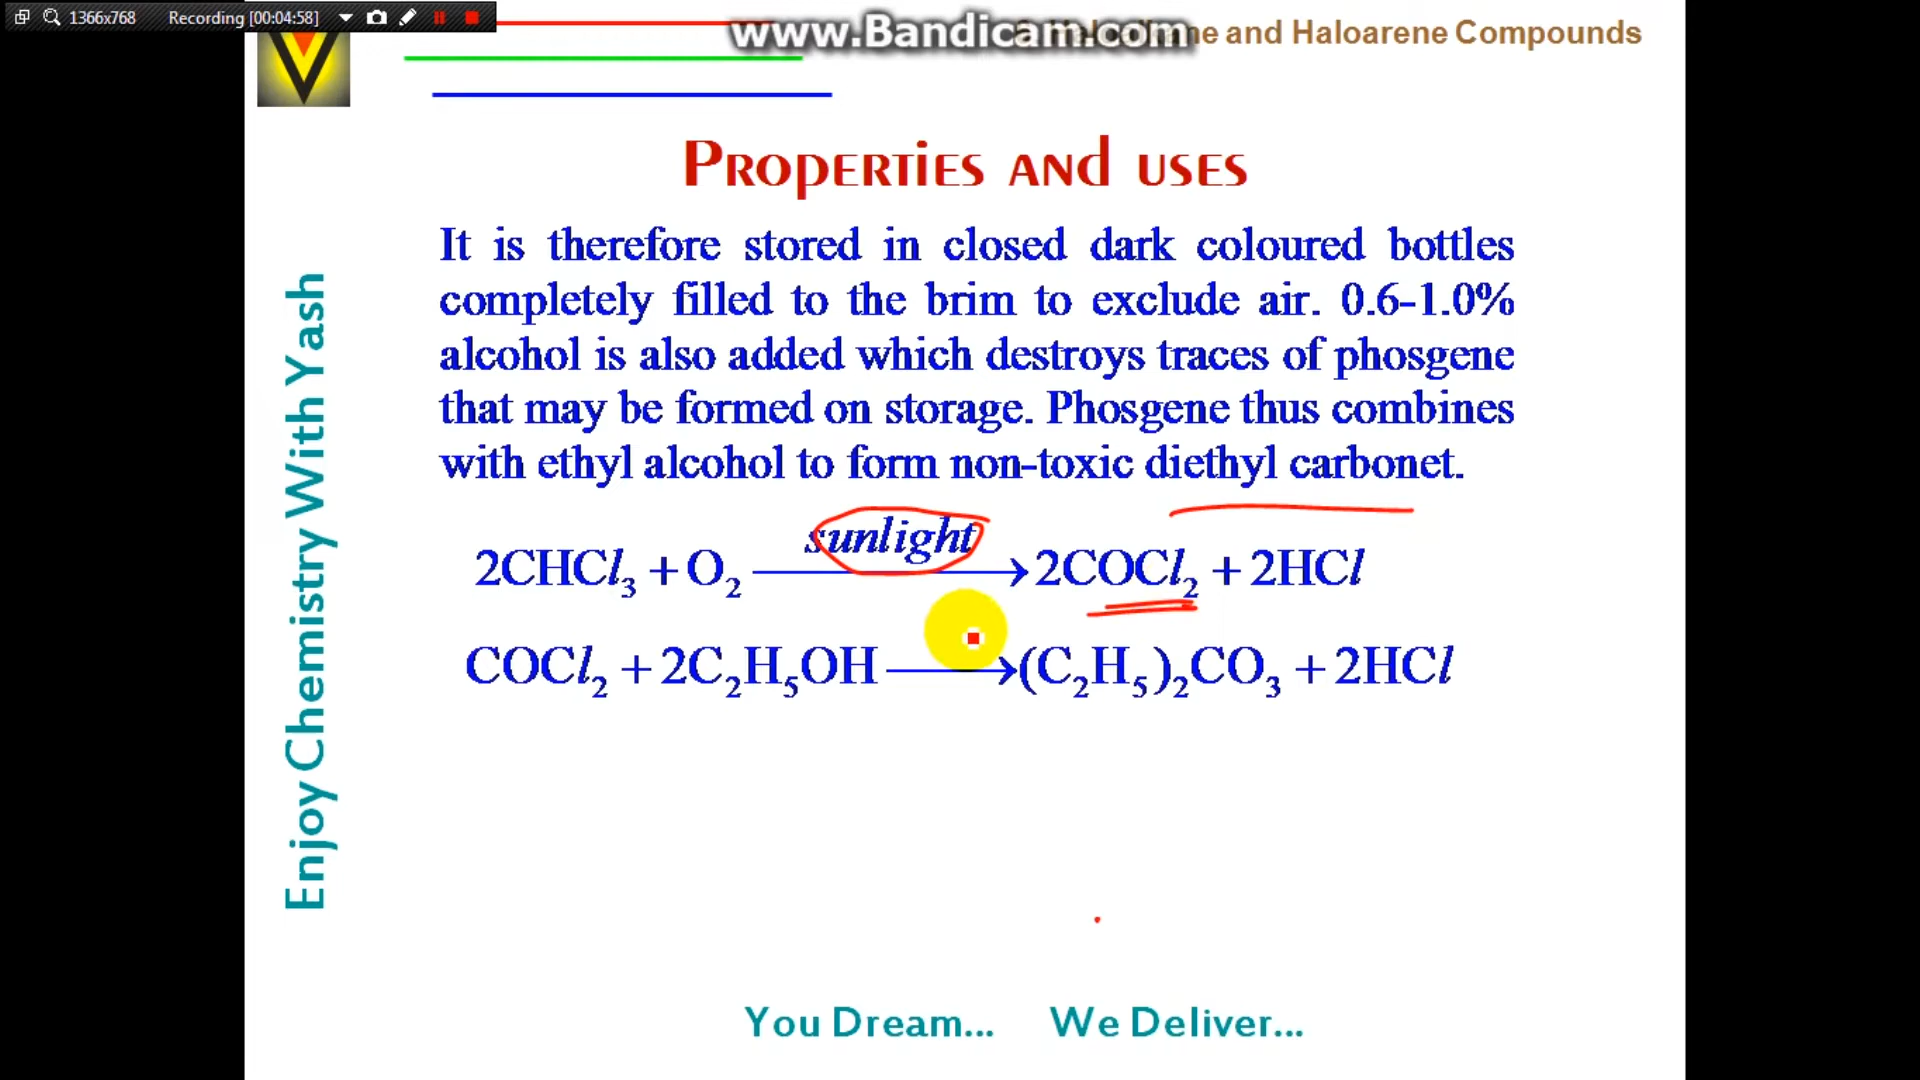 1366x768 Recording [00:04:58]
www.Bandicam.com
ne and Haloarene Compounds
Properties and uses
It is therefore stored in closed dark coloured bottles
completely filled to the brim to exclude air. 0.6-1.0%
alcohol is also added which destroys traces of phosgene
that may be formed on storage. Phosgene thus combines
with ethyl alcohol to form non-toxic diethyl carbonet.
sunlight
2CHCl₃ + O₂ ⟶ 2COCl₂ + 2HCl
COCl₂ + 2C₂H₅OH ⟶ (C₂H₅)₂CO₃ + 2HCl
Enjoy Chemistry With Yash
You Dream... We Deliver...